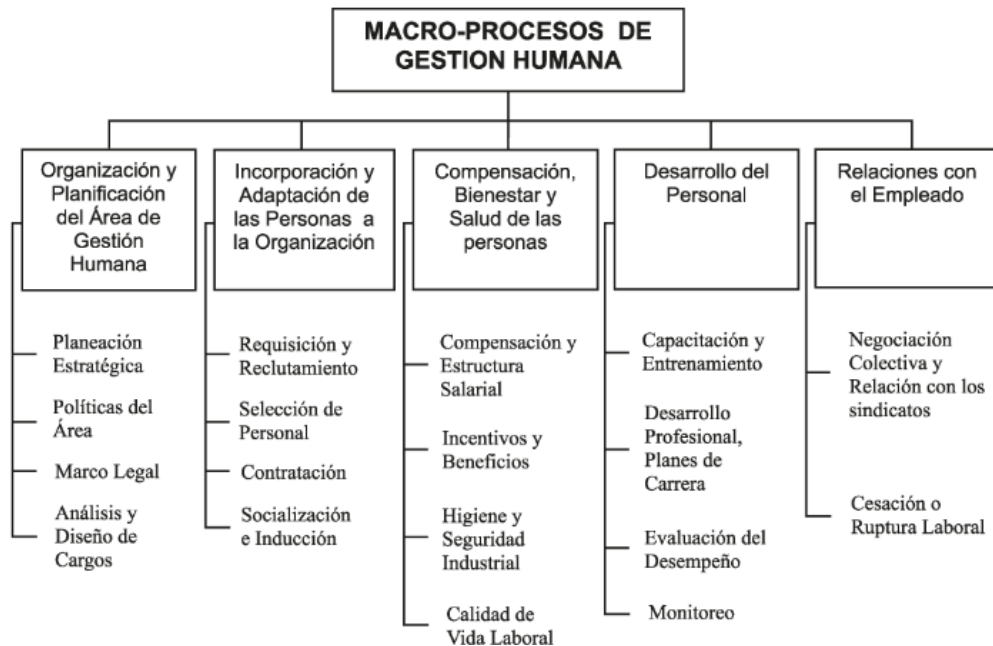 MACRO-PROCESOS DE
GESTION HUMANA
Organización y
Planificación
del Área de
Gestión
Humana
Planeación
Estratégica
Políticas del
Área
Marco Legal
Análisis y
Diseño de
Cargos
Incorporación y
Adaptación de
las Personas a
la Organización
Requisición y
Reclutamiento
Selección de
Personal
Contratación
Socialización
e Inducción
Compensación,
Bienestar y
Salud de las
personas
Compensación y
Estructura
Salarial
Incentivos y
Beneficios
Higiene y
Seguridad
Industrial
Calidad de
Vida Laboral
Desarrollo del
Personal
Capacitación y
Entrenamiento
Desarrollo
Profesional,
Planes de
Carrera
Evaluación del
Desempeño
Monitoreo
Relaciones con
el Empleado
Negociación
Colectiva y
Relación con los
sindicatos
Cesación o
Ruptura Laboral